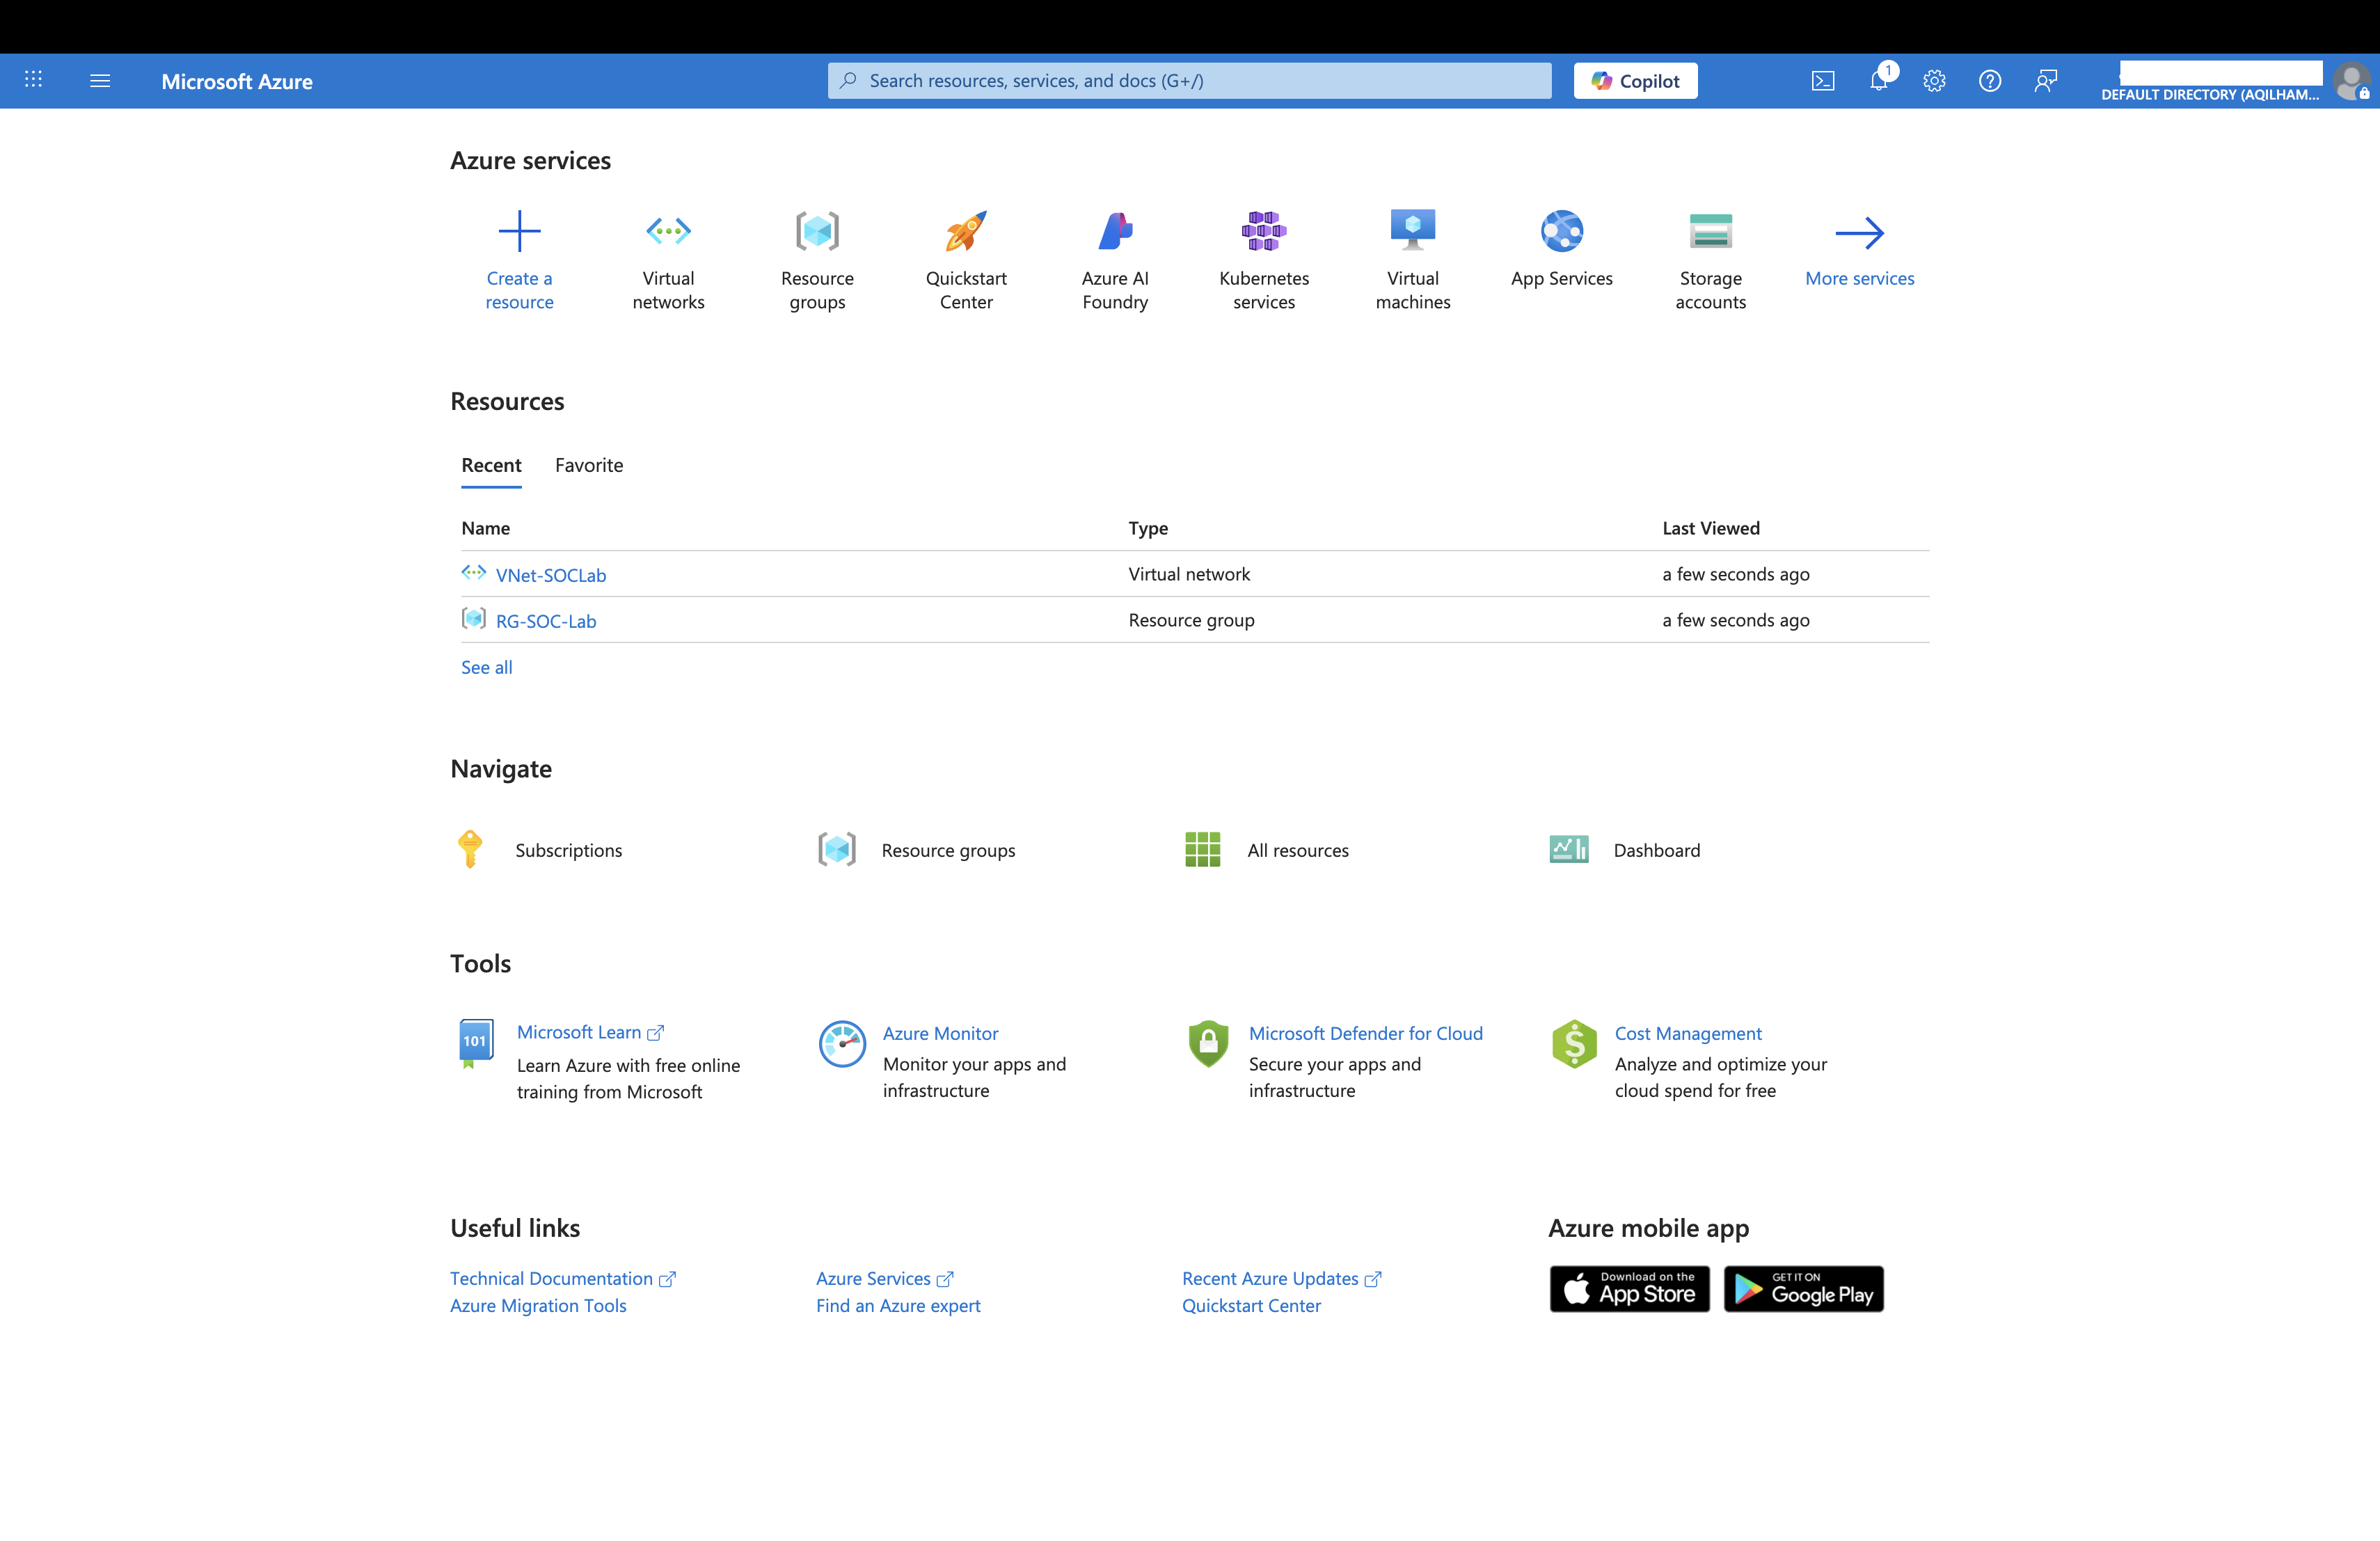 Microsoft Azure
Search resources, services, and docs (G+/)
Copilot
1
DEFAULT DIRECTORY (AQILHAM...
Azure services
Create a
resource
Virtual
networks
Resource
groups
Quickstart
Center
Azure AI
Foundry
Kubernetes
services
Virtual
machines
App Services
Storage
accounts
More services
Resources
Recent
Favorite
Name
Type
Last Viewed
VNet-SOCLab
Virtual network
a few seconds ago
RG-SOC-Lab
Resource group
a few seconds ago
See all
Navigate
Subscriptions
Resource groups
All resources
Dashboard
Tools
101
Microsoft Learn
Learn Azure with free online
training from Microsoft
Azure Monitor
Monitor your apps and
infrastructure
Microsoft Defender for Cloud
Secure your apps and
infrastructure
$
Cost Management
Analyze and optimize your
cloud spend for free
Useful links
Technical Documentation
Azure Migration Tools
Azure Services
Find an Azure expert
Recent Azure Updates
Quickstart Center
Azure mobile app
Download on the
App Store
GET IT ON
Google Play